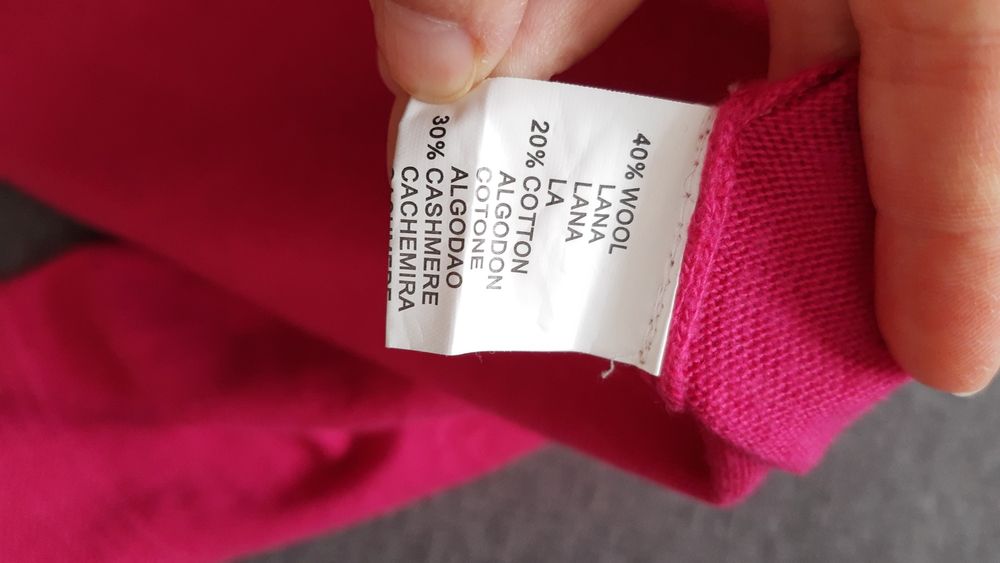 40% WOOL
LANA
LANA
LA
20% COTTON
ALGODON
COTONE
ALGODAO
30% CASHMERE
CACHEMIRA